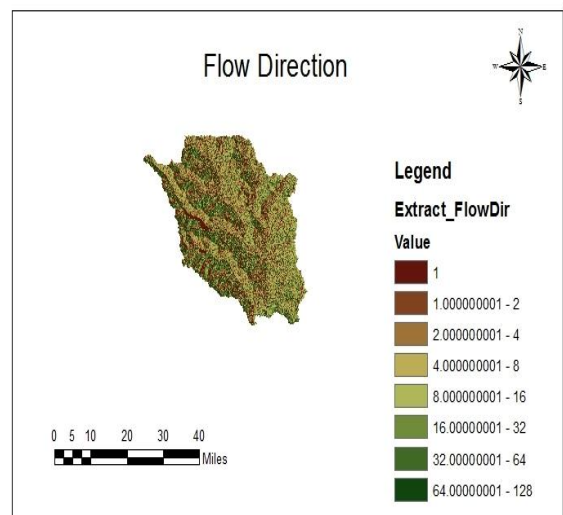 Flow Direction
N
W E
S
Legend
Extract_FlowDir
Value
1
1.000000001 - 2
2.000000001 - 4
4.000000001 - 8
8.000000001 - 16
16.00000001 - 32
32.00000001 - 64
64.00000001 - 128
0 5 10 20 30 40
Miles